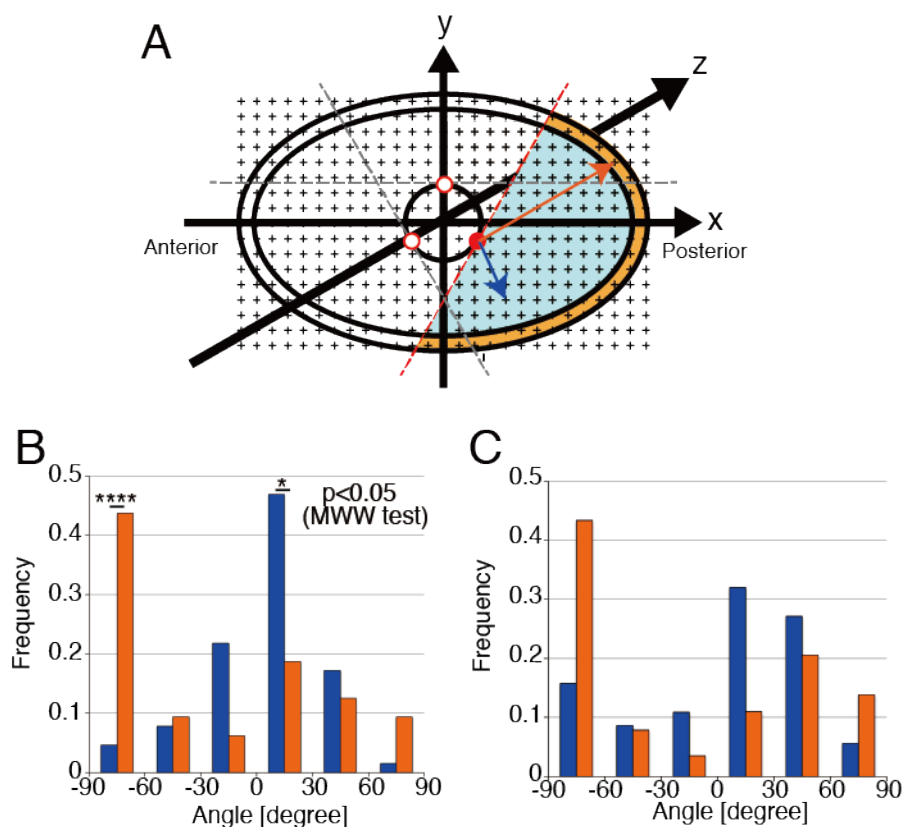 A
y
z
x
Anterior
Posterior
B
0.5
0.4
0.3
0.2
0.1
0
Frequency
****
*
p<0.05
(MWW test)
-90 -60 -30 0 30 60 90
Angle [degree]
C
0.5
0.4
0.3
0.2
0.1
0
Frequency
-90 -60 -30 0 30 60 90
Angle [degree]